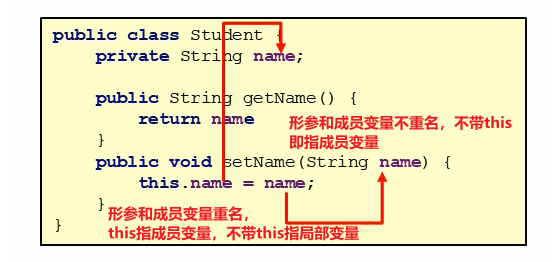 public class Student {
private String name;
public String getName() {
return name
形参和成员变量不重名，不带this
即指成员变量
}
public void setName(String name) {
this.name = name;
}
形参和成员变量重名，
this指成员变量，不带this指局部变量
}